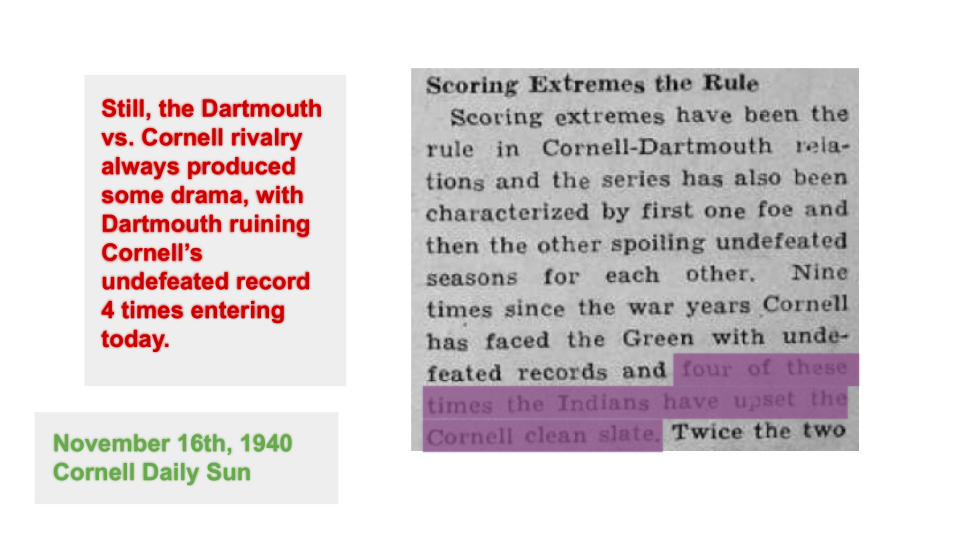 Still, the Dartmouth
vs. Cornell rivalry
always produced
some drama, with
Dartmouth ruining
Cornell’s
undefeated record
4 times entering
today.
November 16th, 1940
Cornell Daily Sun
Scoring Extremes the Rule
Scoring extremes have been the
rule in Cornell-Dartmouth rela-
tions and the series has also been
characterized by first one foe and
then the other spoiling undefeated
seasons for each other. Nine
times since the war years Cornell
has faced the Green with unde-
feated records and four of these
times the Indians have upset the
Cornell clean slate. Twice the two